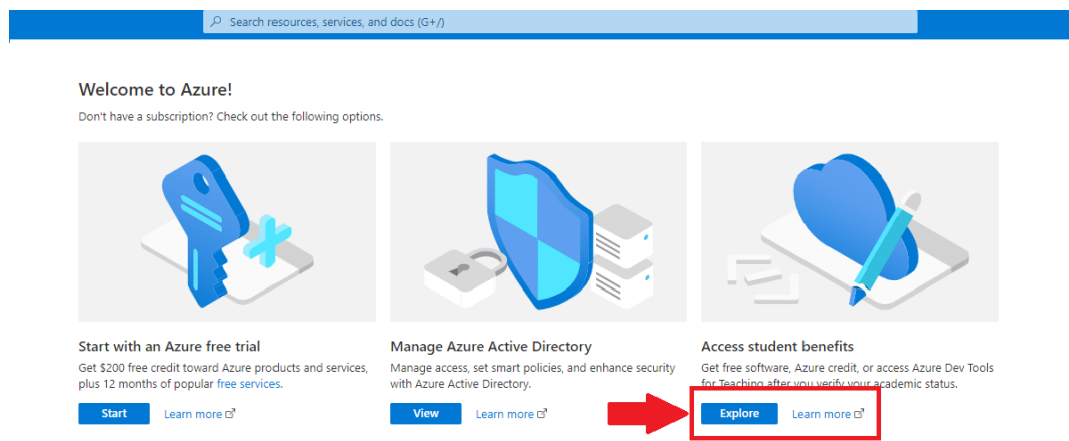 Search resources, services, and docs (G+/)
Welcome to Azure!
Don't have a subscription? Check out the following options.
Start with an Azure free trial
Get $200 free credit toward Azure products and services,
plus 12 months of popular free services.
Start
Learn more
Manage Azure Active Directory
Manage access, set smart policies, and enhance security
with Azure Active Directory.
View
Learn more
Access student benefits
Get free software, Azure credit, or access Azure Dev Tools
for Teaching after you verify your academic status.
Explore
Learn more